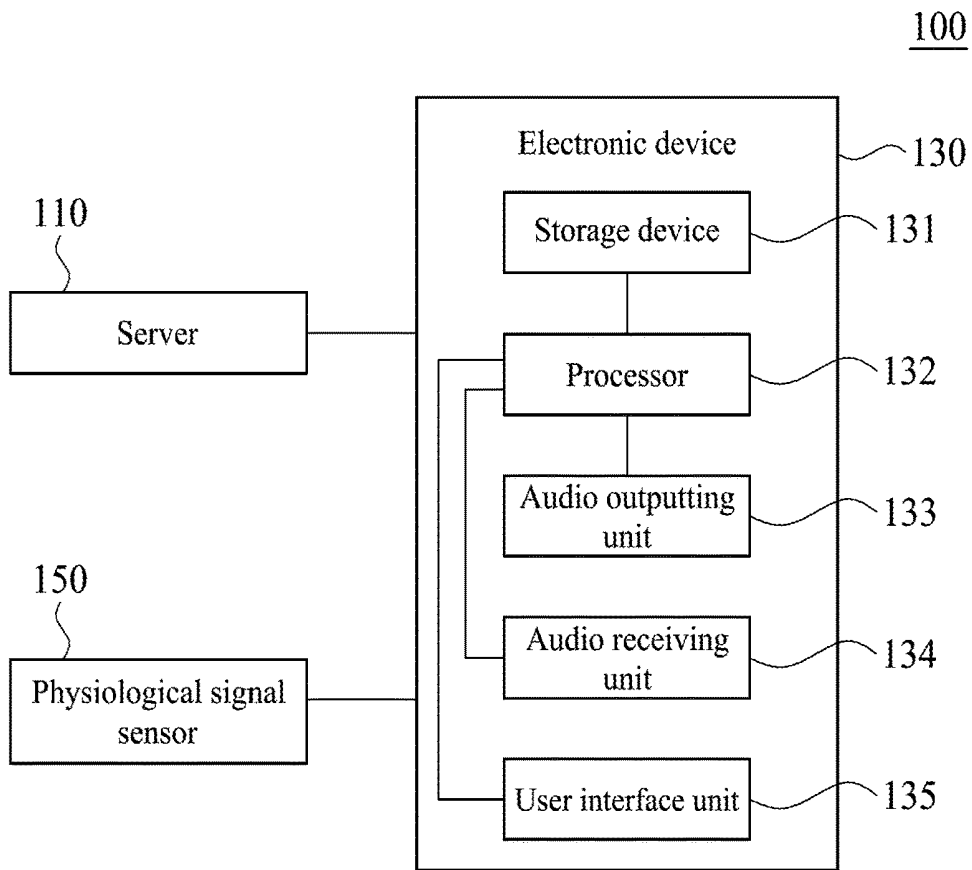 100
Electronic device
130
110
Storage device
131
Server
Processor
132
Audio outputting
unit
133
150
Audio receiving
unit
134
Physiological signal
sensor
User interface unit
135